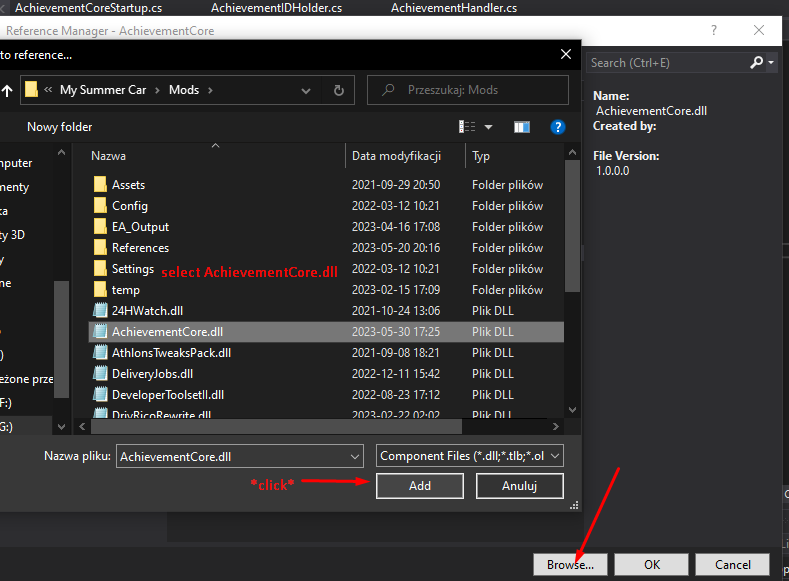 AchievementCoreStartup.cs AchievementIDHolder.cs AchievementHandler.cs
Reference Manager - AchievementCore ?
to reference...
Search (Ctrl+E)
« My Summer Car › Mods › Przeszukaj: Mods
Name:
AchievementCore.dll
Created by:
File Version:
1.0.0.0
Nowy folder ?
Nazwa Data modyfikacji Typ
mputer
menty
ka
ty 3D
y
ne
)
eżone prze
F:)
G:)
Assets 2021-09-29 20:50 Folder plików
Config 2022-03-12 10:21 Folder plików
EA_Output 2023-04-16 17:08 Folder plików
References 2023-05-20 20:16 Folder plików
Settings select AchievementCore.dll 2022-03-12 10:21 Folder plików
temp 2023-02-15 17:09 Folder plików
24HWatch.dll 2021-10-24 13:06 Plik DLL
AchievementCore.dll 2023-05-30 17:25 Plik DLL
AthlonsTweaksPack.dll 2021-09-08 18:21 Plik DLL
DeliveryJobs.dll 2022-12-11 15:42 Plik DLL
DeveloperToolsetII.dll 2022-08-23 17:12 Plik DLL
DrivRicoRewrite.dll 2023-02-22 02:02 Plik DLL
Nazwa pliku: AchievementCore.dll Component Files (*.dll;*.tlb;*.ol
*click* Add Anuluj
Browse... OK Cancel